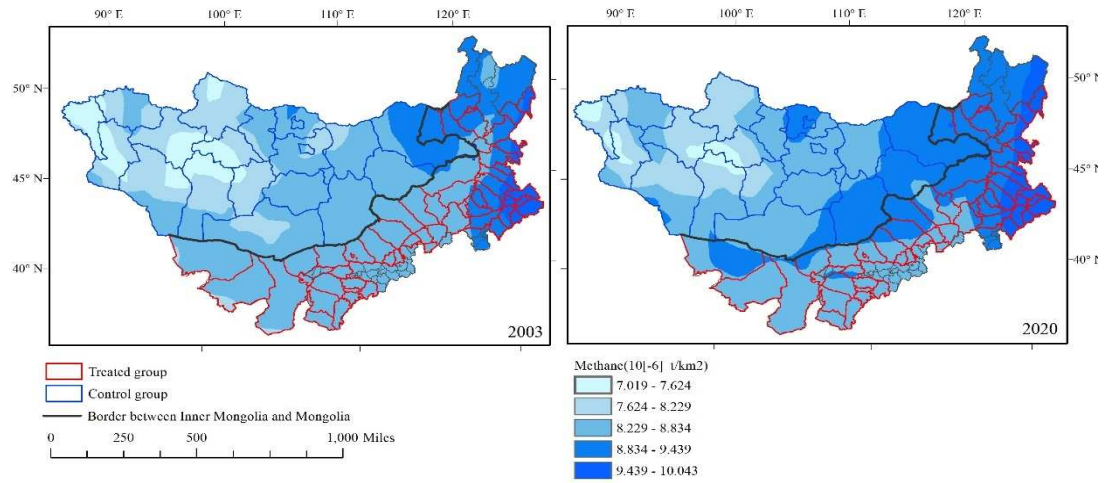 90° E 100° E 110° E 120° E
90° E 100° E 110° E 120° E
50° N
45° N
40° N
50° N
45° N
40° N
2003
2020
Treated group
Control group
Border between Inner Mongolia and Mongolia
0 250 500 1,000 Miles
Methane(10[-6] t/km2)
7.019 - 7.624
7.624 - 8.229
8.229 - 8.834
8.834 - 9.439
9.439 - 10.043